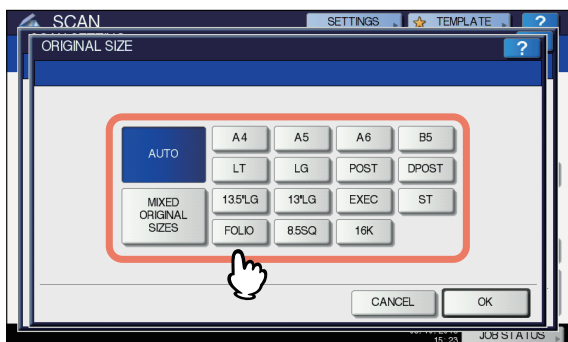 SCAN SETTINGS TEMPLATE ?
ORIGINAL SIZE ?
AUTO A4 A5 A6 B5
LT LG POST DPOST
MIXED ORIGINAL SIZES 13.5"LG 13"LG EXEC ST
FOLIO 8.5SQ 16K
CANCEL OK
15:23 JOB STATUS